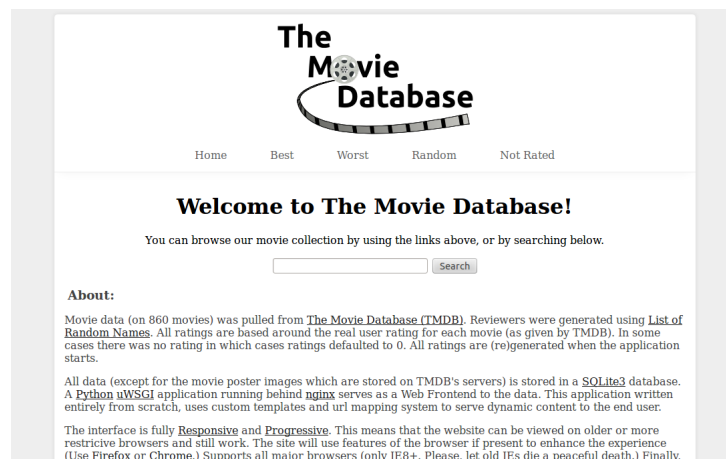 The
Movie
Database
Home Best Worst Random Not Rated
Welcome to The Movie Database!
You can browse our movie collection by using the links above, or by searching below.
Search
About:
Movie data (on 860 movies) was pulled from The Movie Database (TMDB). Reviewers were generated using List of
Random Names. All ratings are based around the real user rating for each movie (as given by TMDB). In some
cases there was no rating in which cases ratings defaulted to 0. All ratings are (re)generated when the application
starts.
All data (except for the movie poster images which are stored on TMDB's servers) is stored in a SQLite3 database.
A Python uWSGI application running behind nginx serves as a Web Frontend to the data. This application written
entirely from scratch, uses custom templates and url mapping system to serve dynamic content to the end user.
The interface is fully Responsive and Progressive. This means that the website can be viewed on older or more
restricive browsers and still work. The site will use features of the browser if present to enhance the experience
(Use Firefox or Chrome.) Supports all major browsers (only IE8+. Please, let old IEs die a peaceful death.) Finally,